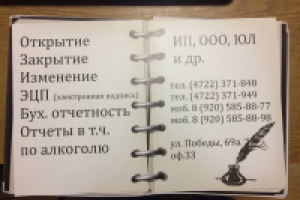 Открытие
Закрытие
Изменение
ЭЦП (электронная подпись)
Бух. отчетность
Отчеты в т.ч.
по алкоголю
ИП, ООО, ЮЛ
и др.
тел. (4722) 371-848
тел. (4722) 371-949
моб. 8 (920) 585-88-77
моб. 8 (920) 585-88-98
ул. Победы, 69а,
оф.33